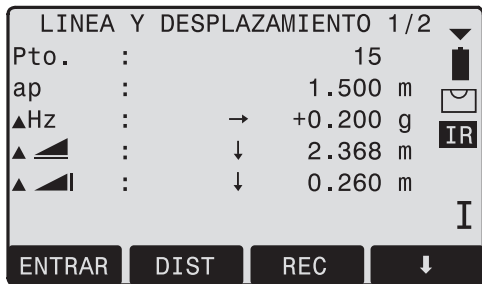 LINEA Y DESPLAZAMIENTO 1/2
Pto. : 15
ap : 1.500 m
▲Hz : → +0.200 g
▲ : ↓ 2.368 m
▲ : ↓ 0.260 m
IR
I
ENTRAR DIST REC ↓